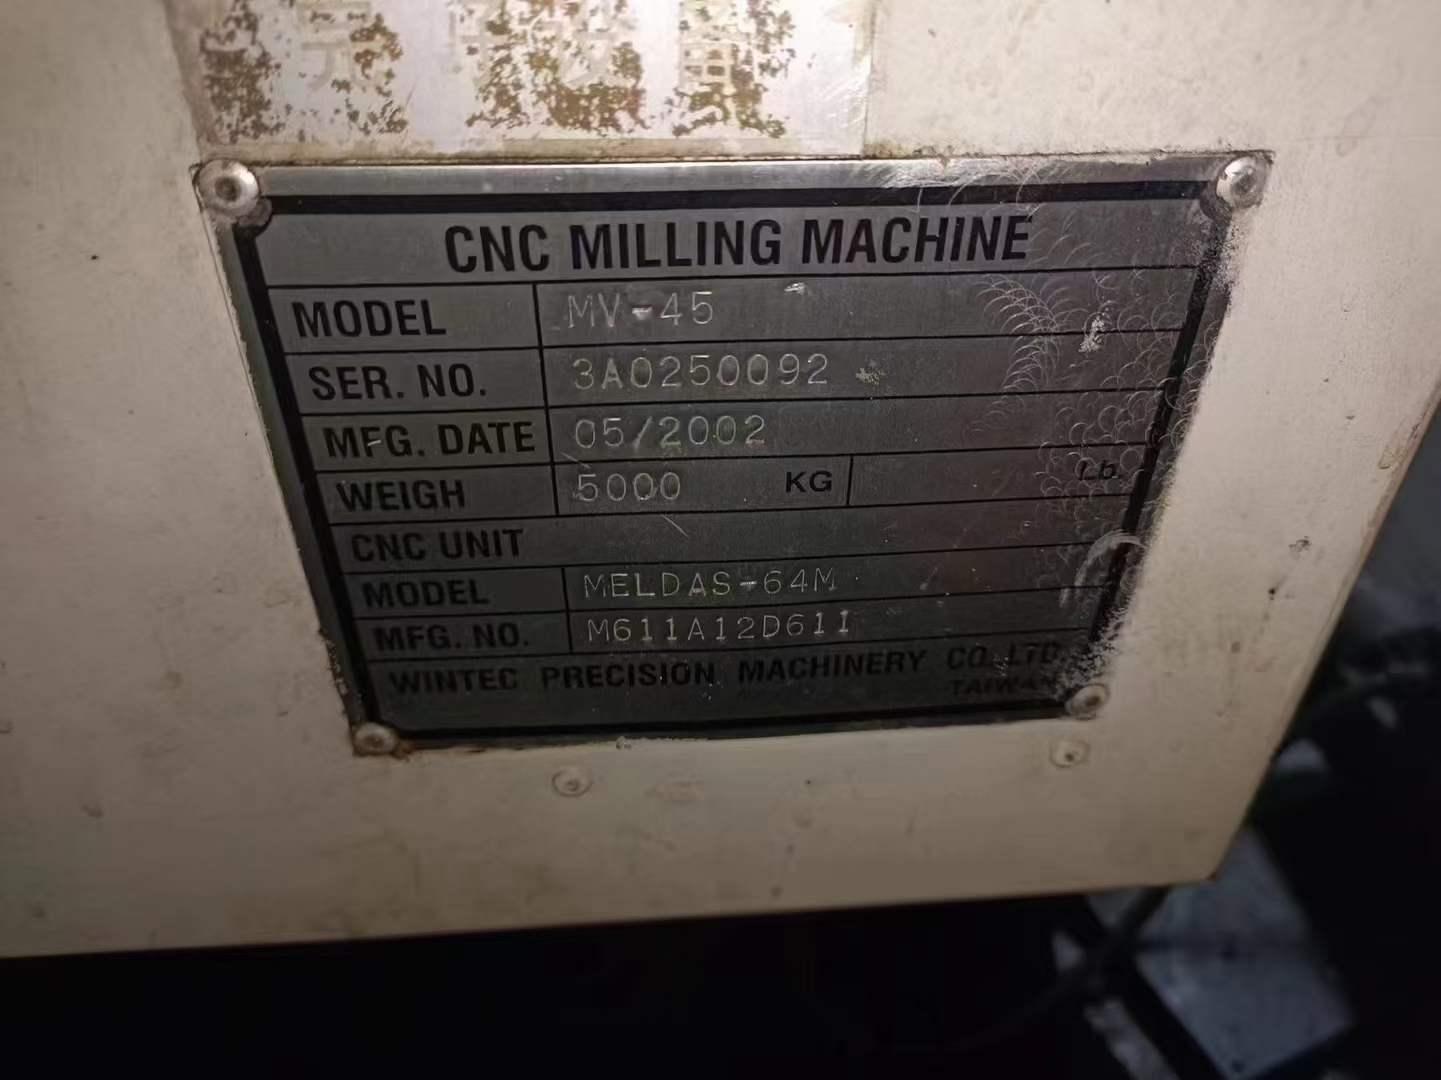 CNC MILLING MACHINE
MODEL MV-45
SER. NO. 3A0250092
MFG. DATE 05/2002
WEIGH 5000 KG Lb.
CNC UNIT
MODEL MELDAS-64M
MFG. NO. M611A12D611
WINTEC PRECISION MACHINERY CO. LTD.
TAIWAN